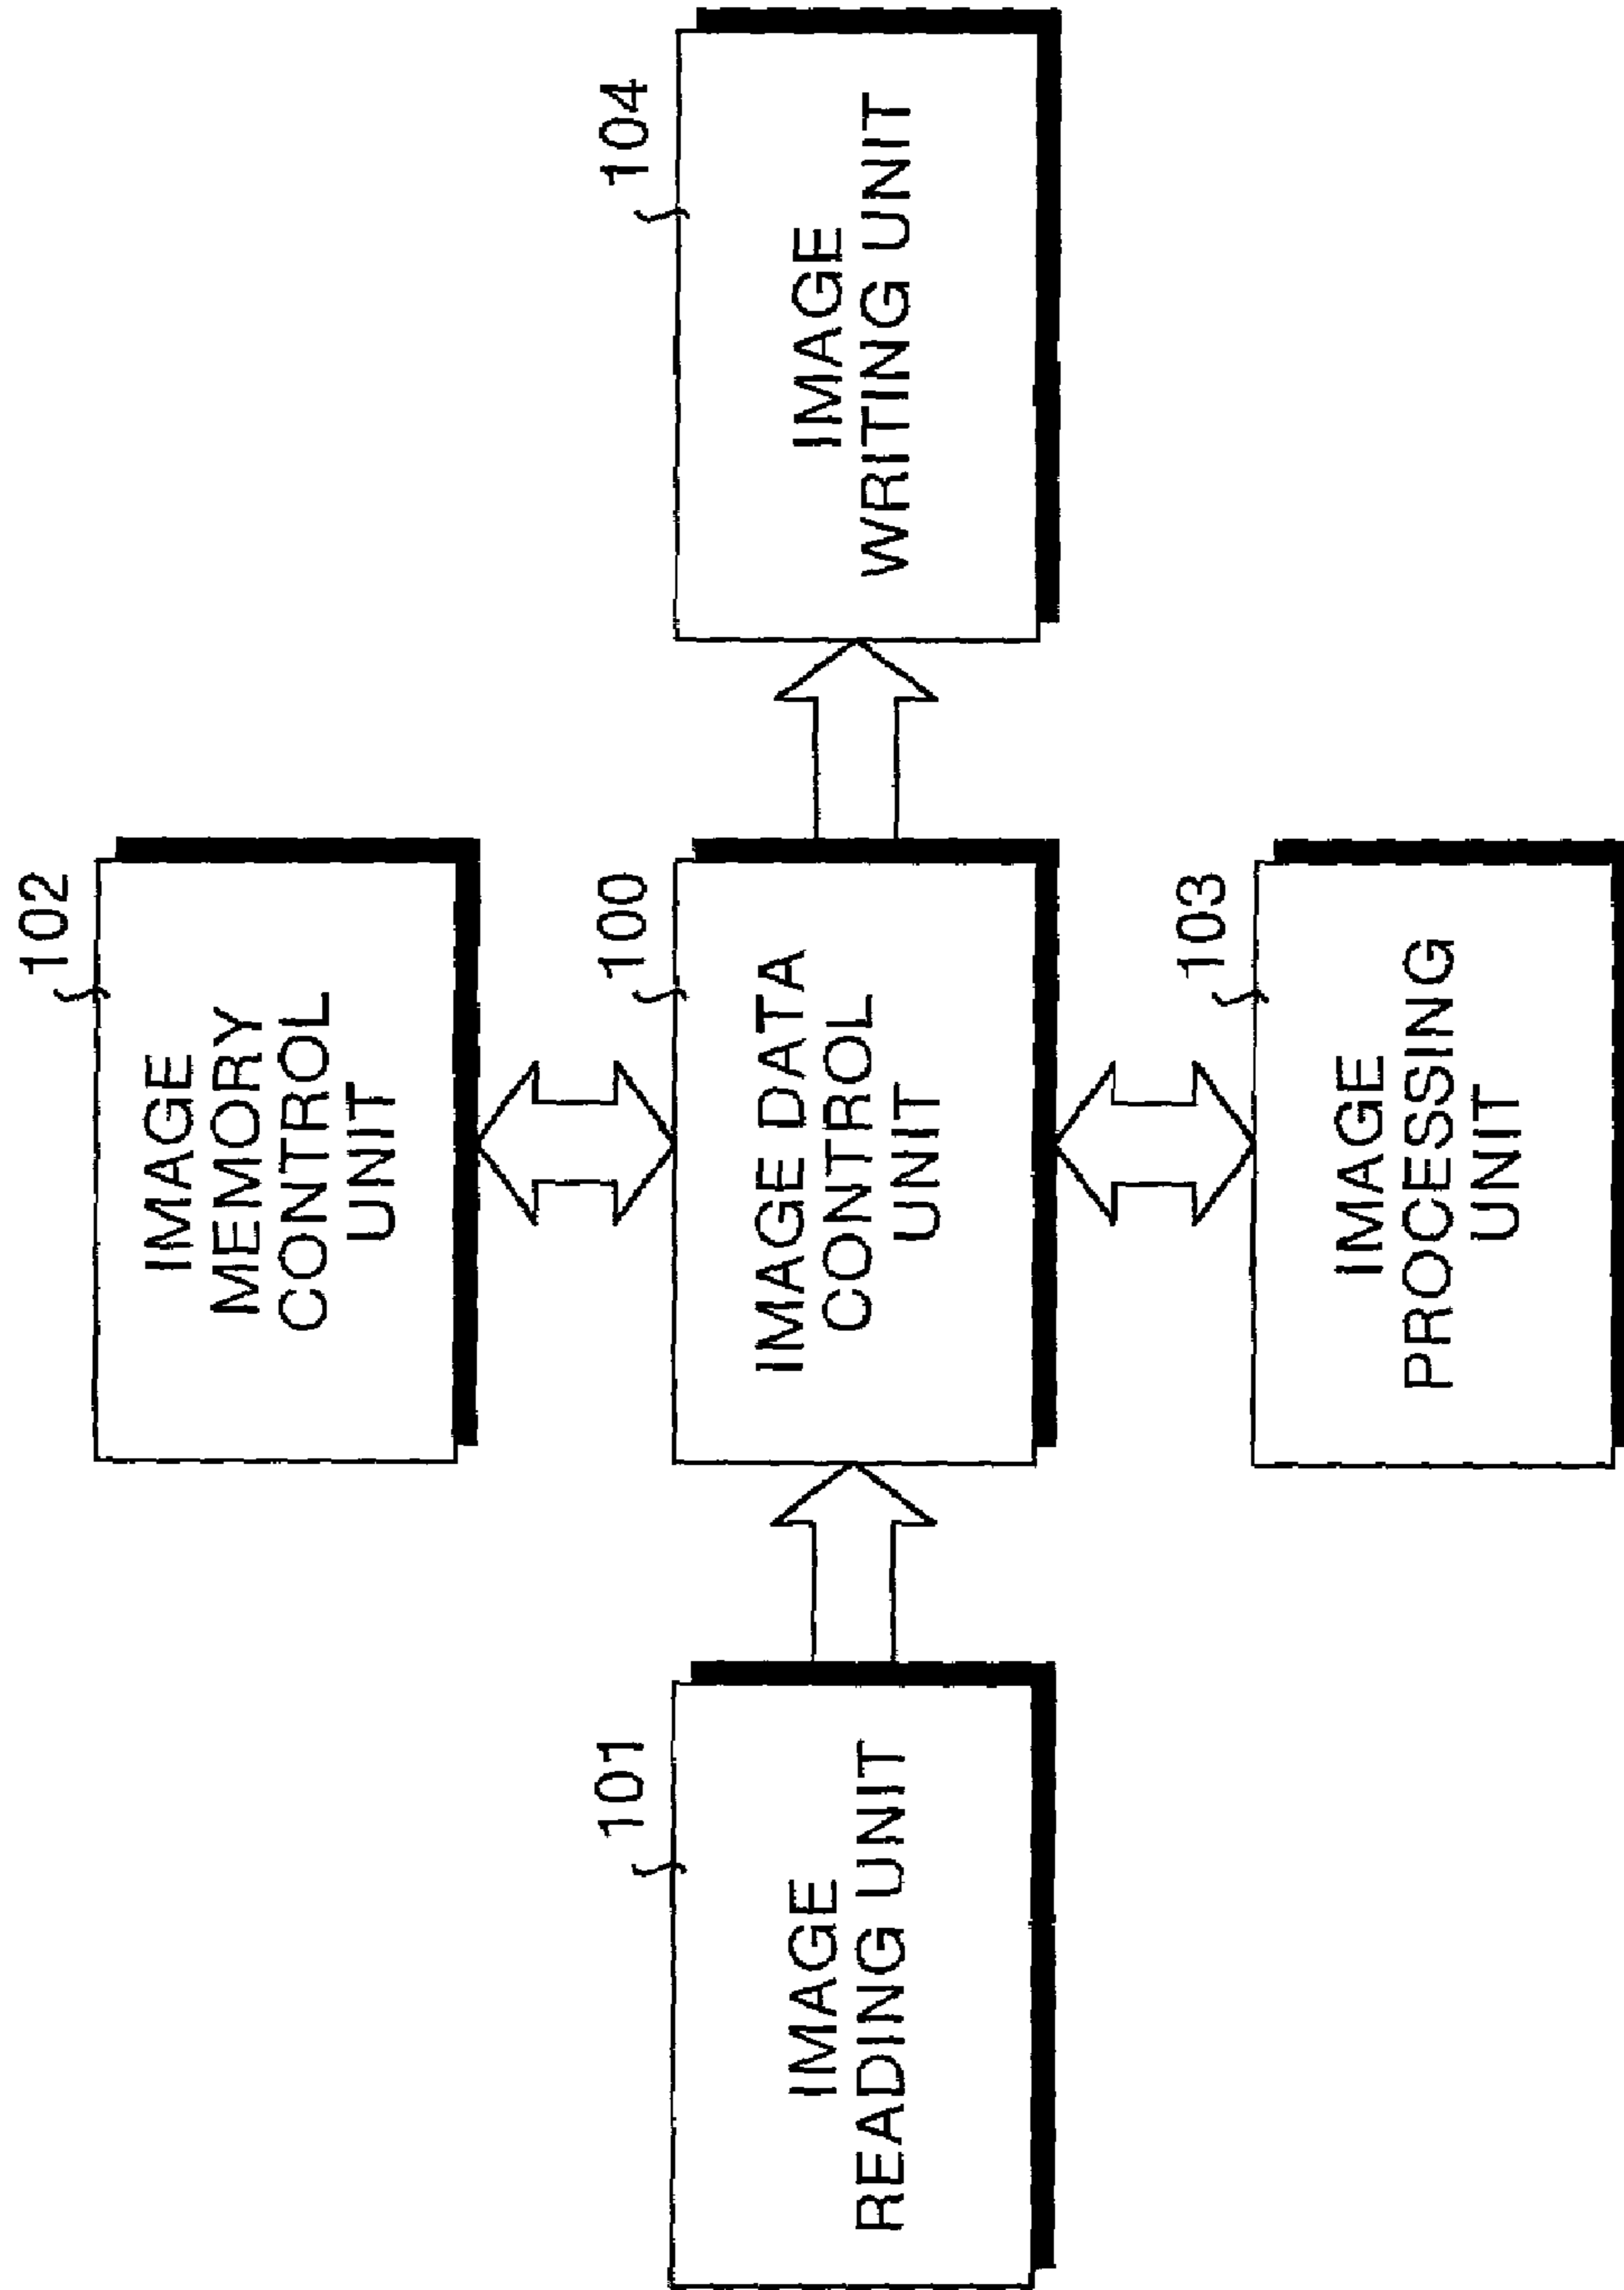 102
IMAGE
MEMORY
CONTROL
UNIT
101
IMAGE
READING UNIT
100
IMAGE DATA
CONTROL
UNIT
104
IMAGE
WRITING UNIT
103
IMAGE
PROCESSING
UNIT